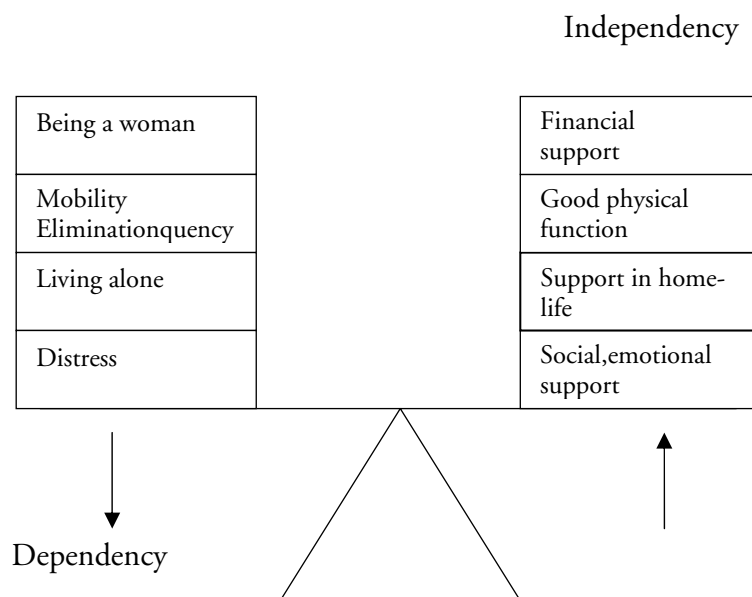 Independency
Being a woman
Mobility
Eliminationquency
Living alone
Distress
Financial
support
Good physical
function
Support in home-
life
Social,emotional
support
Dependency